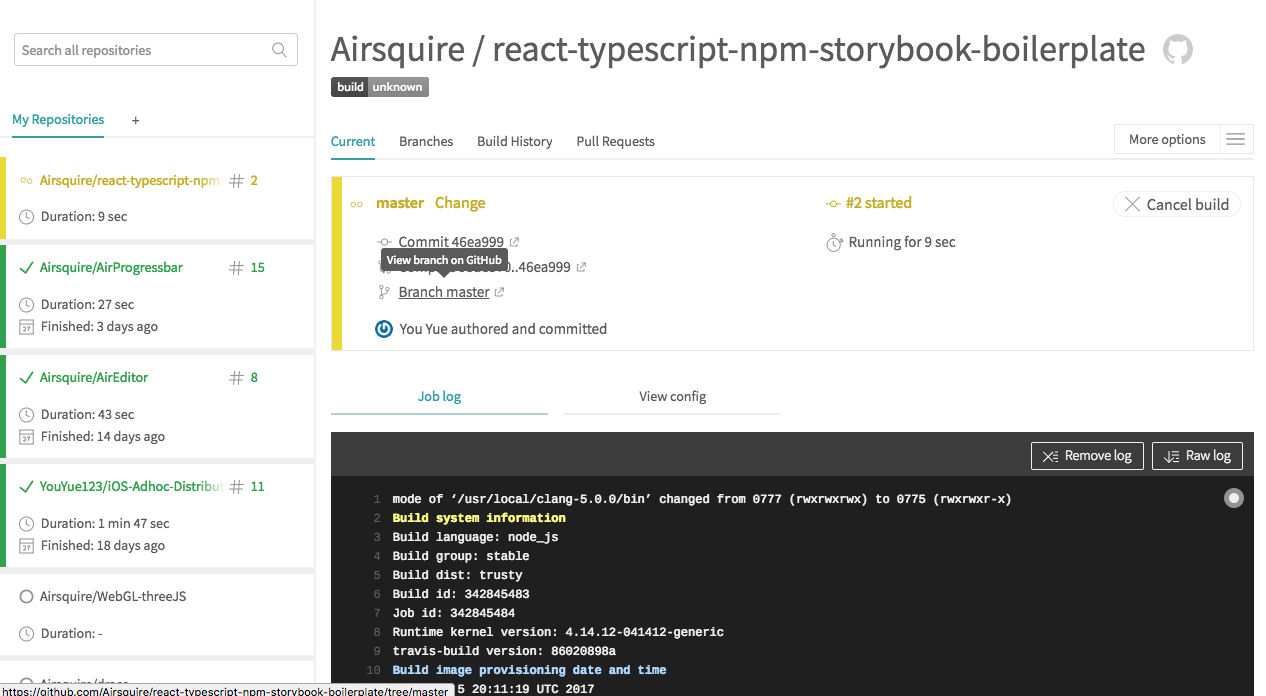 Search all repositories
My Repositories +
Airsquire/react-typescript-npm- # 2
Duration: 9 sec
Airsquire/AirProgressbar # 15
Duration: 27 sec
Finished: 3 days ago
Airsquire/AirEditor # 8
Duration: 43 sec
Finished: 14 days ago
YouYue123/iOS-Adhoc-Distribut # 11
Duration: 1 min 47 sec
Finished: 18 days ago
Airsquire/WebGL-threeJS
Duration: -
https://github.com/Airsquire/react-typescript-npm-storybook-boilerplate/tree/master
Airsquire / react-typescript-npm-storybook-boilerplate
build unknown
Current Branches Build History Pull Requests
More options
master Change
#2 started
Cancel build
Commit 46ea999
Running for 9 sec
View branch on GitHub
..46ea999
Branch master
You Yue authored and committed
Job log View config
Remove log Raw log
1 mode of ‘/usr/local/clang-5.0.0/bin’ changed from 0777 (rwxrwxrwx) to 0775 (rwxrwxr-x)
2 Build system information
3 Build language: node_js
4 Build group: stable
5 Build dist: trusty
6 Build id: 342845483
7 Job id: 342845484
8 Runtime kernel version: 4.14.12-041412-generic
9 travis-build version: 86020898a
10 Build image provisioning date and time
5 20:11:19 UTC 2017